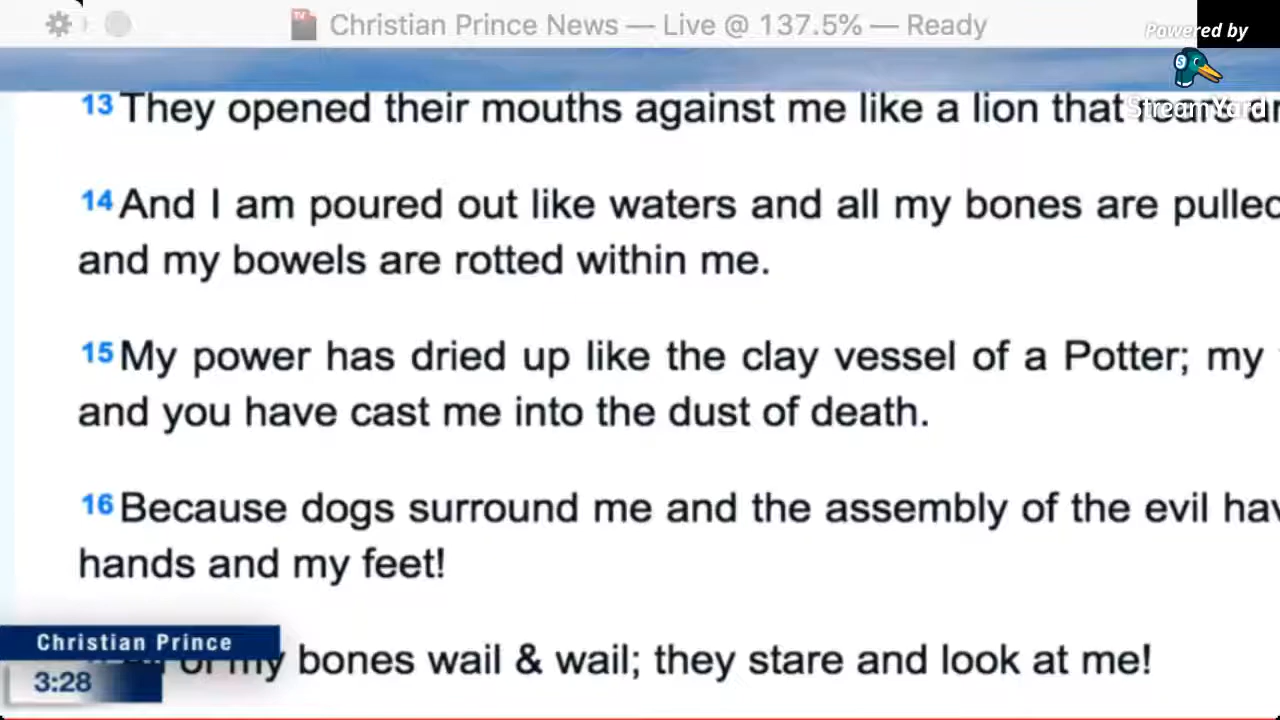 Christian Prince News — Live @ 137.5% — Ready
Powered by
StreamYard
13 They opened their mouths against me like a lion that roars
14 And I am poured out like waters and all my bones are pulled
and my bowels are rotted within me.
15 My power has dried up like the clay vessel of a Potter; my
and you have cast me into the dust of death.
16 Because dogs surround me and the assembly of the evil
hands and my feet!
of my bones wail & wail; they stare and look at me!
Christian Prince
3:28